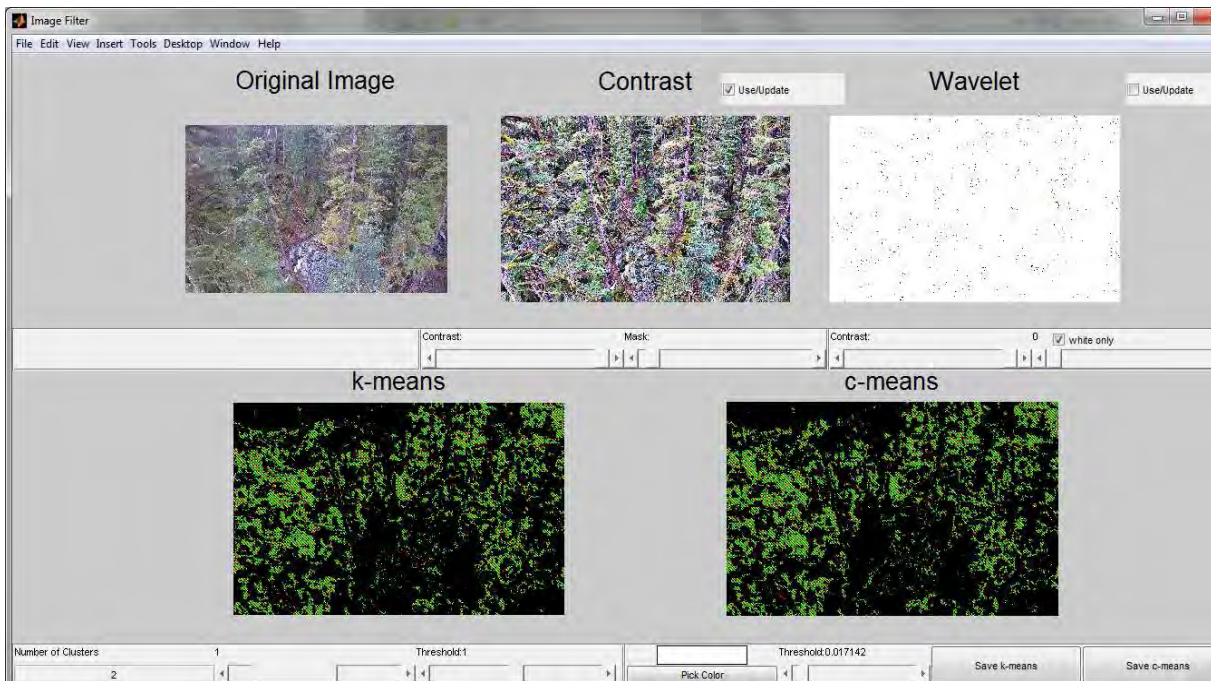 Image Filter
File Edit View Insert Tools Desktop Window Help
Original Image
Contrast
Use/Update
Wavelet
Use/Update
Contrast:
Mask:
Contrast:
0
white only
k-means
c-means
Number of Clusters
1
Threshold:1
Threshold:0.017142
2
Pick Color
Save k-means
Save c-means